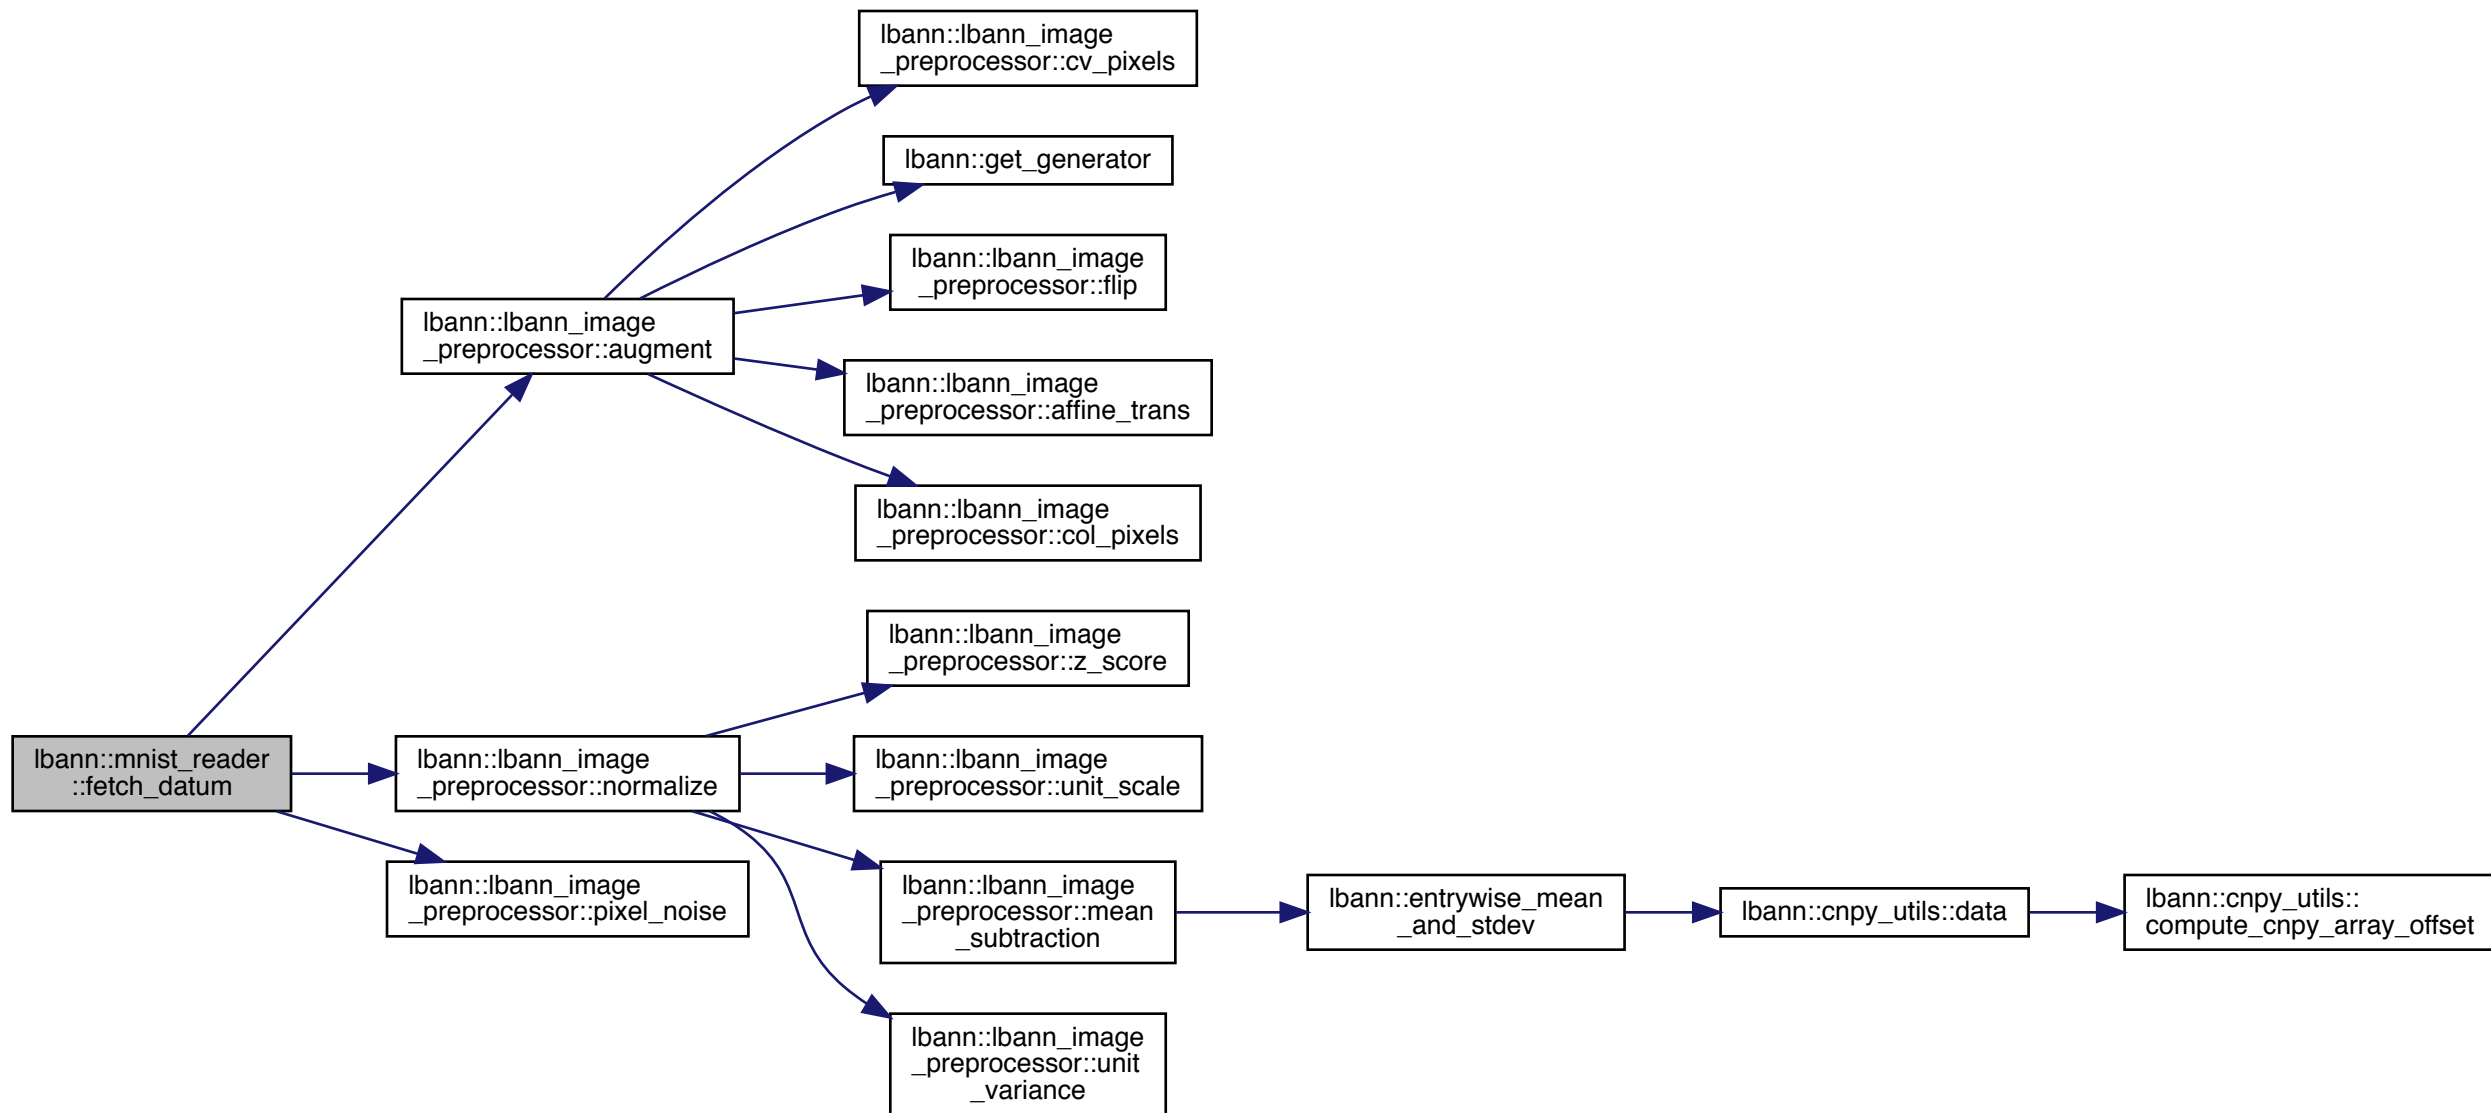 lbann::lbann_image
_preprocessor::cv_pixels
lbann::get_generator
lbann::lbann_image
_preprocessor::flip
lbann::lbann_image
_preprocessor::augment
lbann::lbann_image
_preprocessor::affine_trans
lbann::lbann_image
_preprocessor::col_pixels
lbann::lbann_image
_preprocessor::z_score
lbann::mnist_reader
::fetch_datum
lbann::lbann_image
_preprocessor::normalize
lbann::lbann_image
_preprocessor::unit_scale
lbann::lbann_image
_preprocessor::pixel_noise
lbann::lbann_image
_preprocessor::mean
_subtraction
lbann::entrywise_mean
_and_stdev
lbann::cnpy_utils::data
lbann::cnpy_utils::
compute_cnpy_array_offset
lbann::lbann_image
_preprocessor::unit
_variance